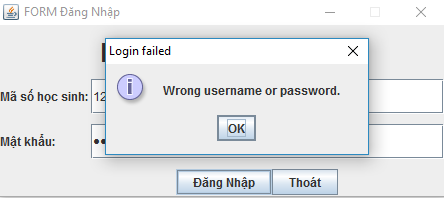 FORM Đăng Nhập
Login failed
Wrong username or password.
OK
Mã số học sinh: 12
Mật khẩu:
Đăng Nhập Thoát